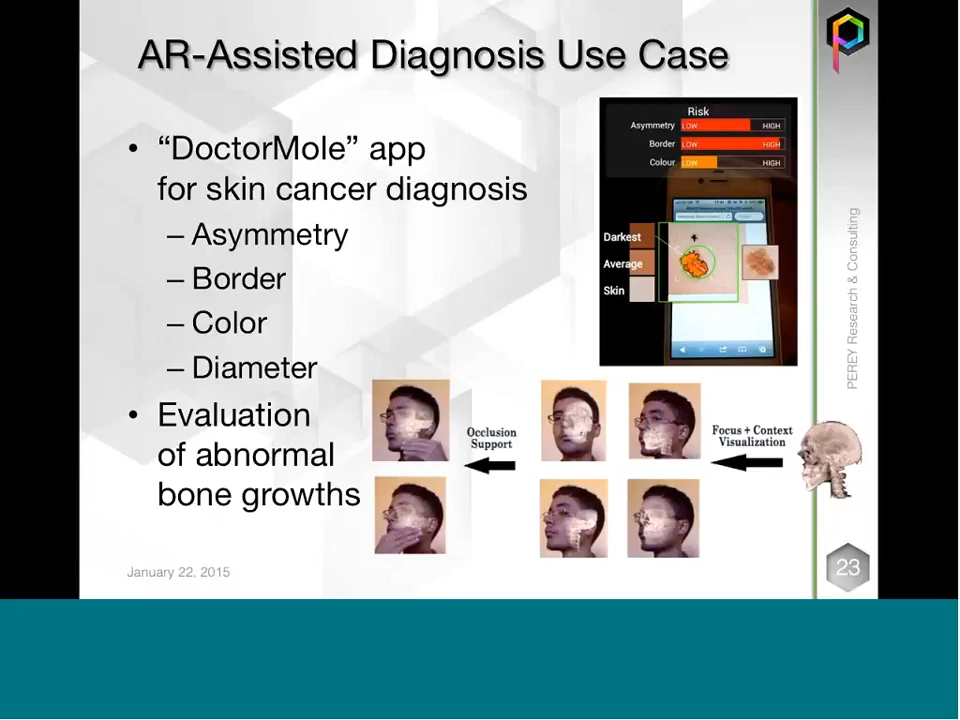 AR-Assisted Diagnosis Use Case
• “DoctorMole” app
for skin cancer diagnosis
– Asymmetry
– Border
– Color
– Diameter
• Evaluation
of abnormal
bone growths
Risk
Asymmetry LOW HIGH
Border LOW HIGH
Colour LOW HIGH
Darkest
Average
Skin
Occlusion
Support
Focus + Context
Visualization
PEREY Research & Consulting
January 22, 2015
23